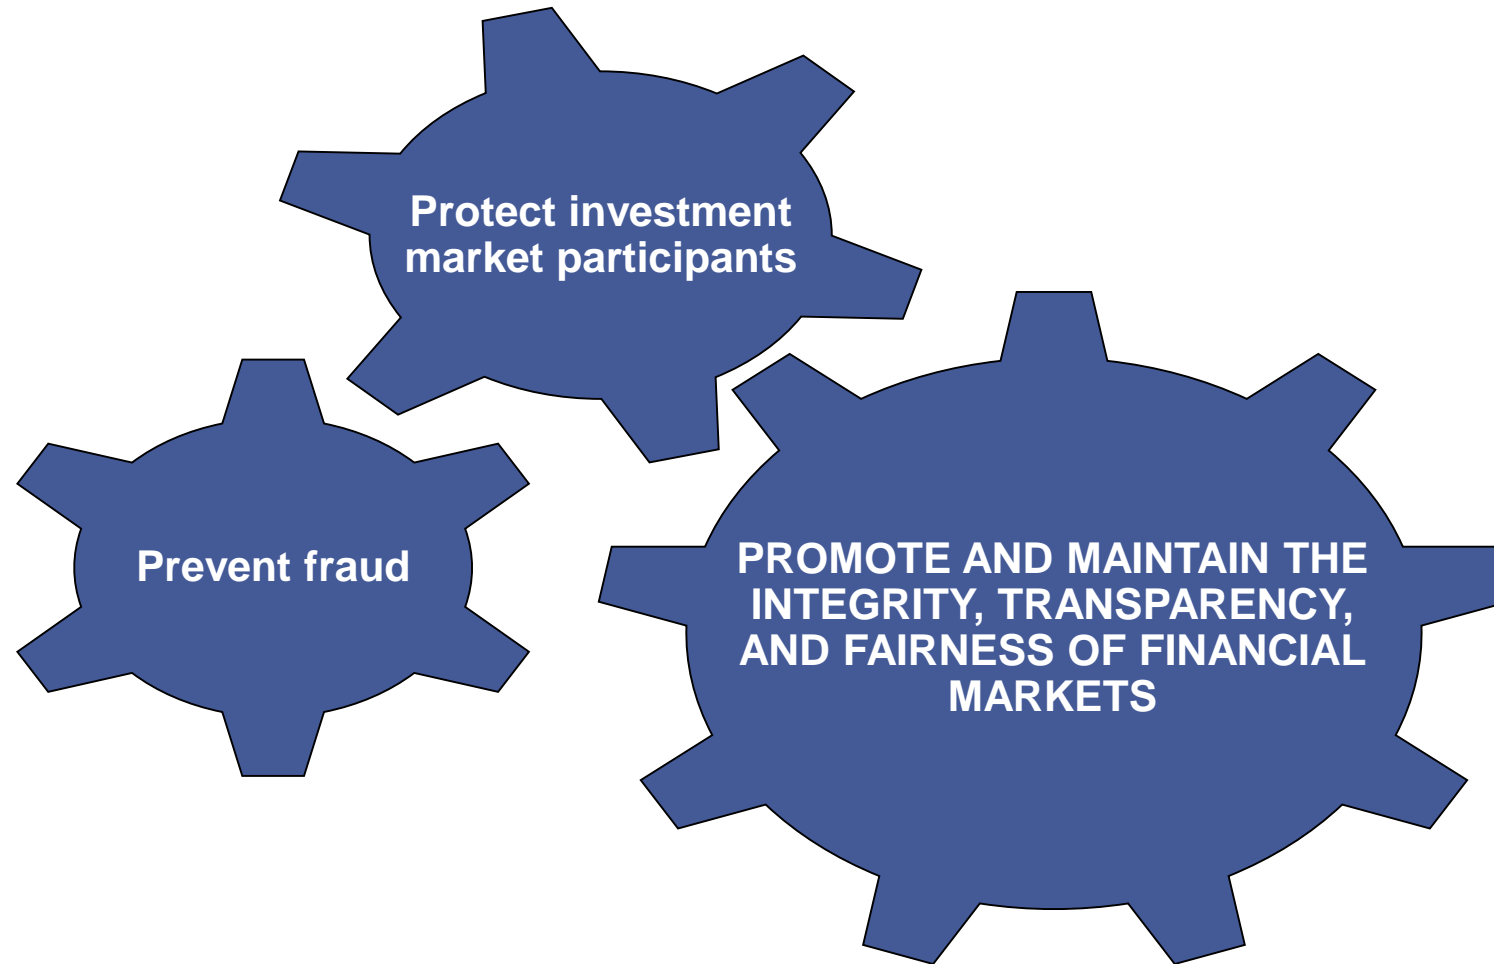 Protect investment
market participants
Prevent fraud
PROMOTE AND MAINTAIN THE
INTEGRITY, TRANSPARENCY,
AND FAIRNESS OF FINANCIAL
MARKETS